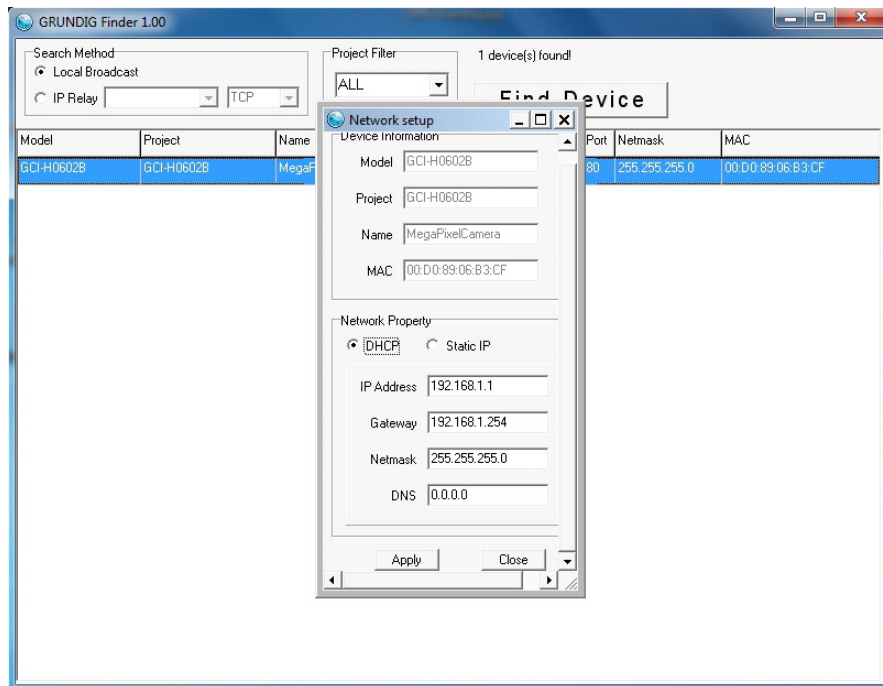 GRUNDIG Finder 1.00
Search Method
Local Broadcast
IP Relay
TCP
Project Filter
ALL
1 device(s) found!
Find Device
Model Project Name Port Netmask MAC
GCI-H0602B GCI-H0602B MegaP 80 255.255.255.0 00:D0:89:06:B3:CF
Network setup
Device Information
Model GCI-H0602B
Project GCI-H0602B
Name MegaPixelCamera
MAC 00:D0:89:06:B3:CF
Network Property
DHCP Static IP
IP Address 192.168.1.1
Gateway 192.168.1.254
Netmask 255.255.255.0
DNS 0.0.0.0
Apply Close